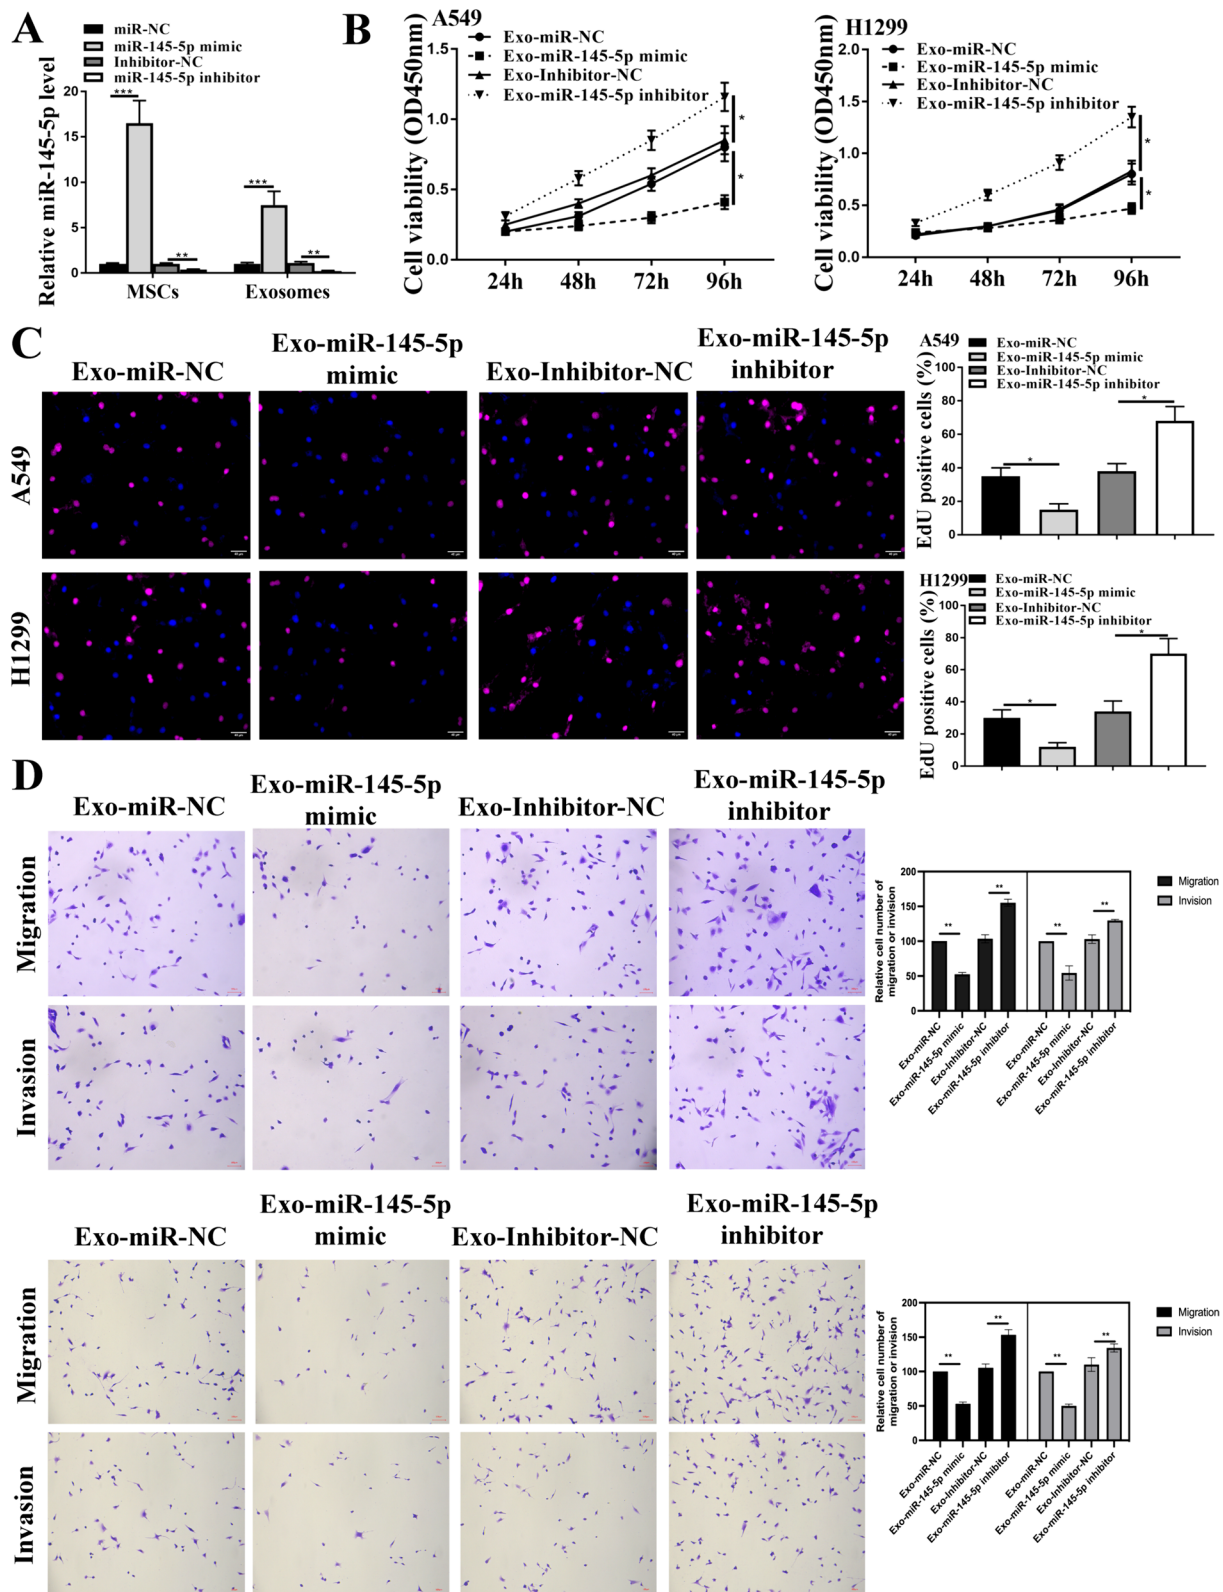 A
miR-NC
miR-145-5p mimic
Inhibitor-NC
miR-145-5p inhibitor
Relative miR-145-5p level
20
15
10
5
0
***
**
***
**
MSCs
Exosomes
B
A549
Exo-miR-NC
Exo-miR-145-5p mimic
Exo-Inhibitor-NC
Exo-miR-145-5p inhibitor
Cell viability (OD450nm)
1.5
1.0
0.5
0.0
*
*
24h
48h
72h
96h
H1299
Exo-miR-NC
Exo-miR-145-5p mimic
Exo-Inhibitor-NC
Exo-miR-145-5p inhibitor
Cell viability (OD450nm)
2.0
1.5
1.0
0.5
0.0
*
*
24h
48h
72h
96h
C
Exo-miR-NC
Exo-miR-145-5p
mimic
Exo-Inhibitor-NC
Exo-miR-145-5p
inhibitor
A549
H1299
A549
Exo-miR-NC
Exo-miR-145-5p mimic
Exo-Inhibitor-NC
Exo-miR-145-5p inhibitor
EdU positive cells (%)
100
80
60
40
20
0
*
*
H1299
Exo-miR-NC
Exo-miR-145-5p mimic
Exo-Inhibitor-NC
Exo-miR-145-5p inhibitor
EdU positive cells (%)
100
80
60
40
20
0
*
*
D
Exo-miR-NC
Exo-miR-145-5p
mimic
Exo-Inhibitor-NC
Exo-miR-145-5p
inhibitor
Migration
Invasion
Relative cell number of
migration or invision
200
150
100
50
0
**
**
**
**
Exo-miR-NC
Exo-miR-145-5p mimic
Exo-Inhibitor-NC
Exo-miR-145-5p inhibitor
Exo-miR-NC
Exo-miR-145-5p mimic
Exo-Inhibitor-NC
Exo-miR-145-5p inhibitor
Migration
Invision
Exo-miR-NC
Exo-miR-145-5p
mimic
Exo-Inhibitor-NC
Exo-miR-145-5p
inhibitor
Migration
Invasion
Relative cell number of
migration or invision
200
150
100
50
0
**
**
**
**
Exo-miR-NC
Exo-miR-145-5p mimic
Exo-Inhibitor-NC
Exo-miR-145-5p inhibitor
Exo-miR-NC
Exo-miR-145-5p mimic
Exo-Inhibitor-NC
Exo-miR-145-5p inhibitor
Migration
Invision